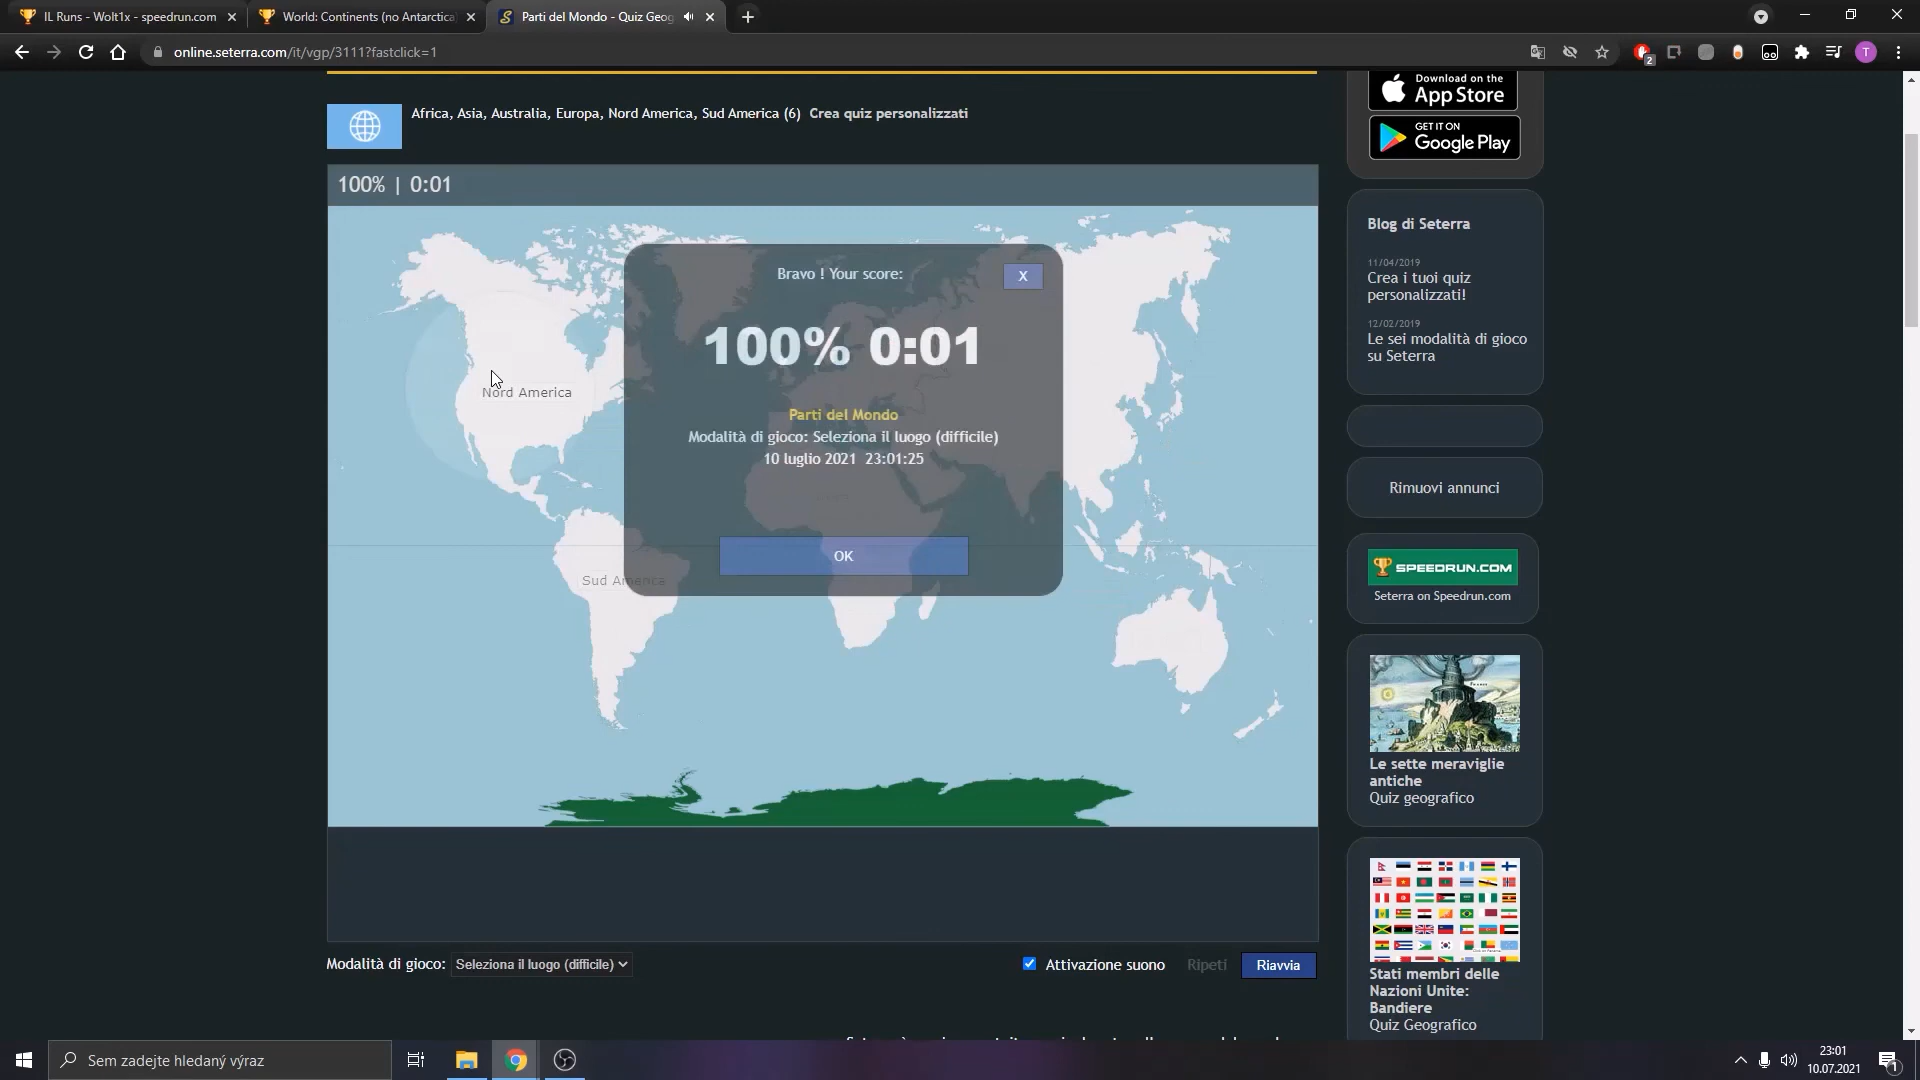 IL Runs - Wolt1x - speedrun.com
World: Continents (no Antarctica
Parti del Mondo - Quiz Geog
online.seterra.com/it/vgp/3111?fastclick=1
2
T
Africa, Asia, Australia, Europa, Nord America, Sud America (6) Crea quiz personalizzati
100% | 0:01
Bravo ! Your score:
X
100% 0:01
Parti del Mondo
Modalità di gioco: Seleziona il luogo (difficile)
10 luglio 2021 23:01:25
OK
Nord America
Sud America
Modalità di gioco: Seleziona il luogo (difficile)
Attivazione suono
Ripeti
Riavvia
Download on the
App Store
GET IT ON
Google Play
Blog di Seterra
11/04/2019
Crea i tuoi quiz
personalizzati!
12/02/2019
Le sei modalità di gioco
su Seterra
Rimuovi annunci
SPEEDRUN.COM
Seterra on Speedrun.com
Le sette meraviglie
antiche
Quiz geografico
Stati membri delle
Nazioni Unite:
Bandiere
Quiz Geografico
Sem zadejte hledaný výraz
23:01
10.07.2021
1